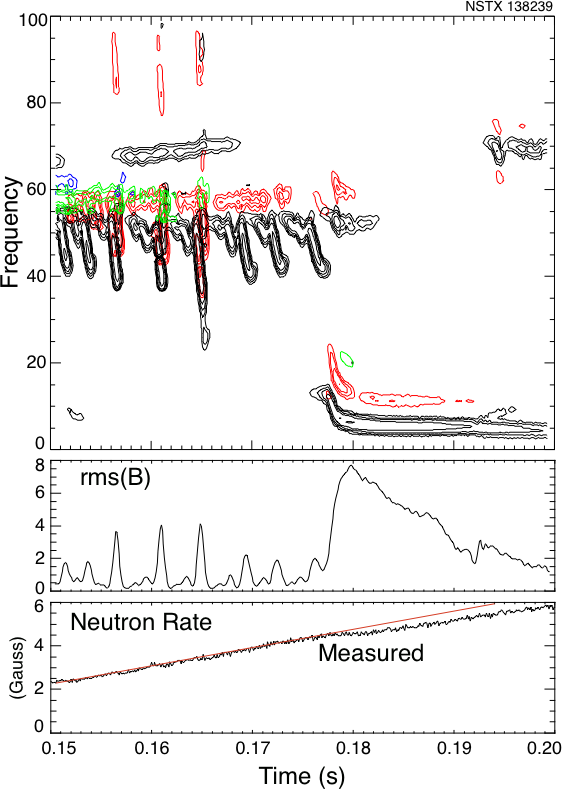 NSTX 138239
100
80
60
40
20
0
Frequency
8
6
4
2
0
rms(B)
6
4
2
0
(Gauss)
Neutron Rate
Measured
0.15 0.16 0.17 0.18 0.19 0.20
Time (s)